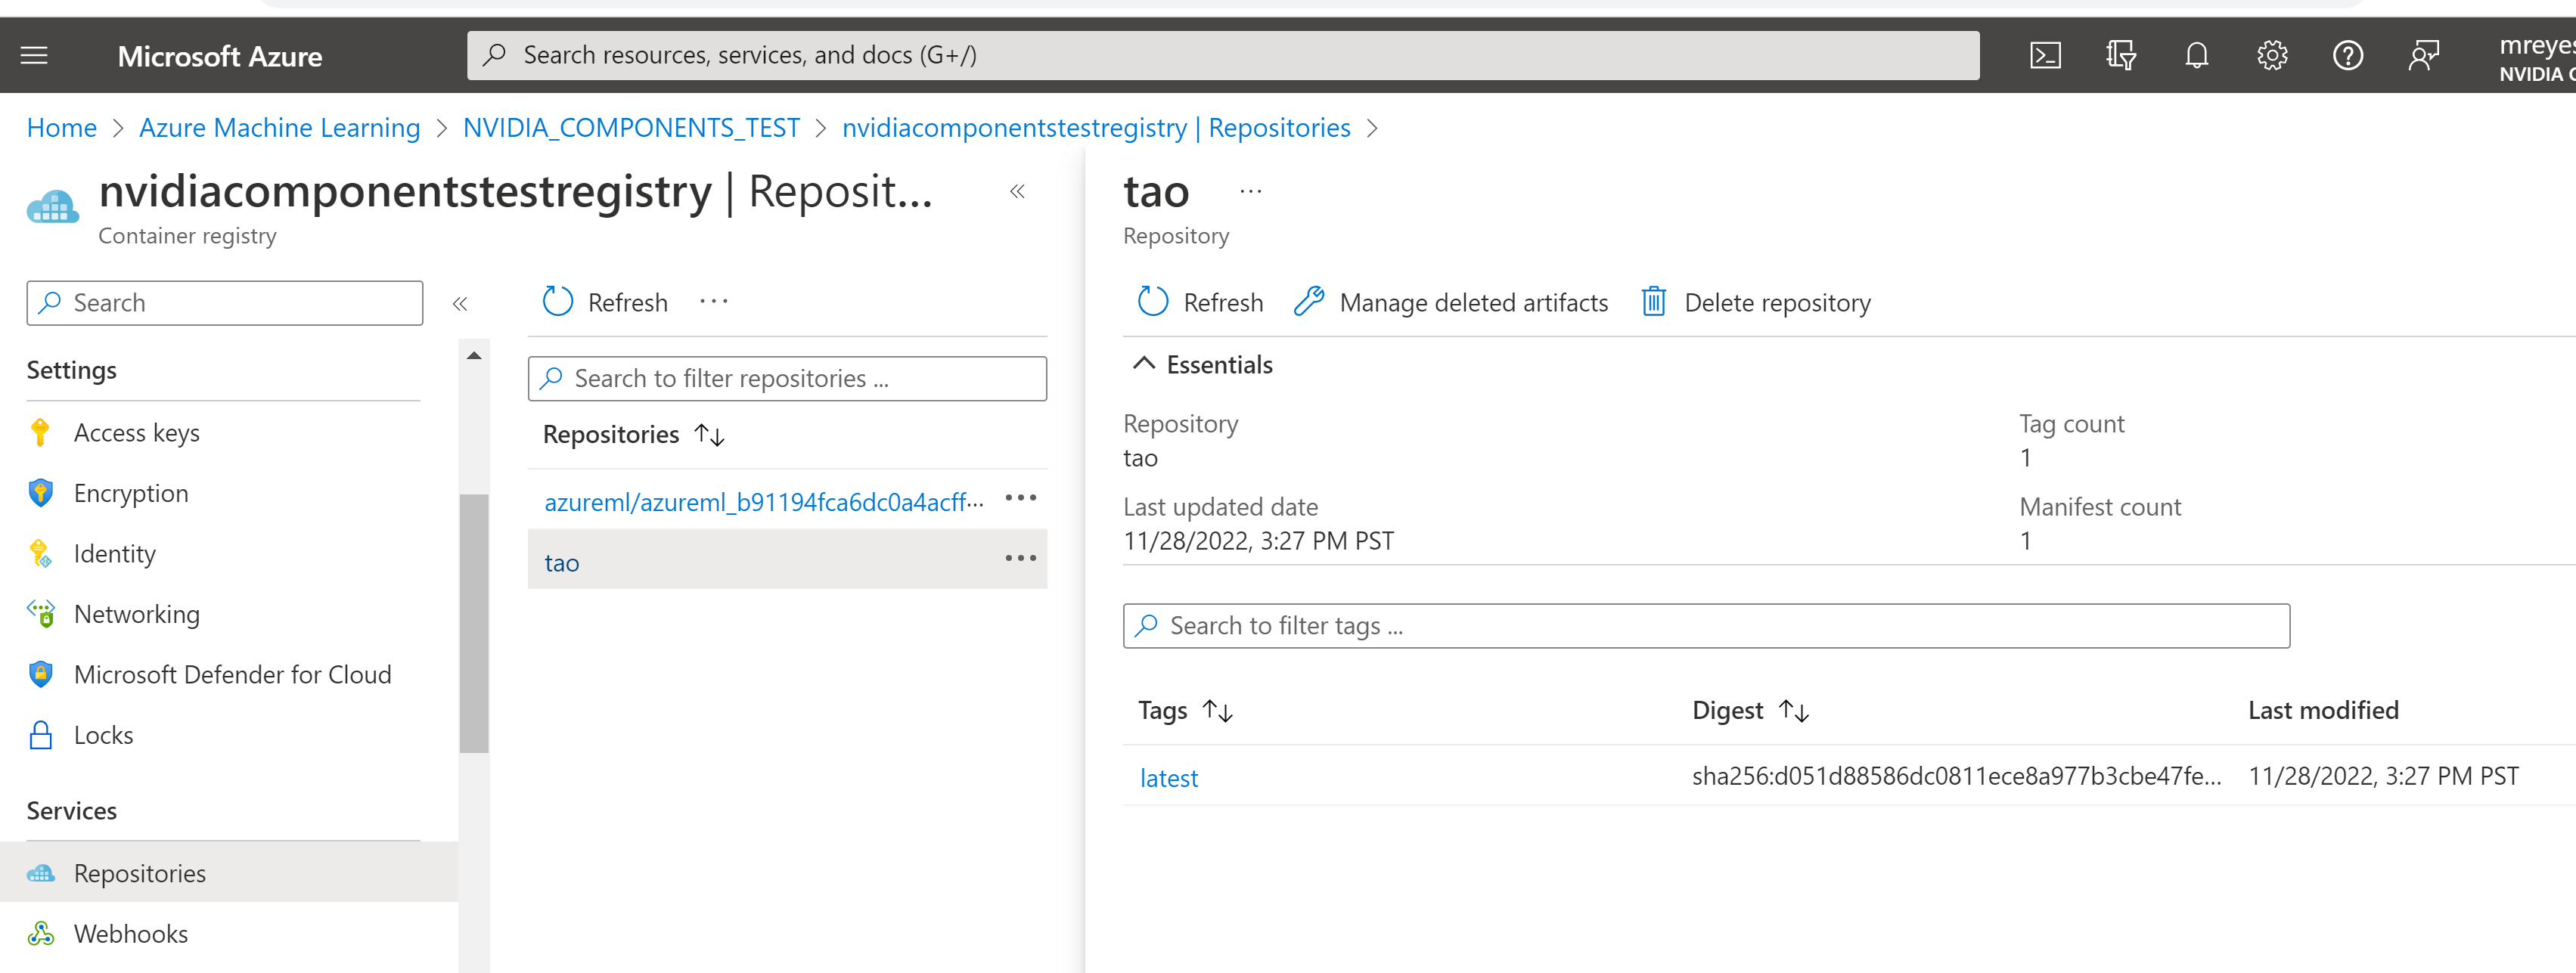 Microsoft Azure
Search resources, services, and docs (G+/)
mreyes
NVIDIA C
Home > Azure Machine Learning > NVIDIA_COMPONENTS_TEST > nvidiacomponentstestregistry | Repositories >
nvidiacomponentstestregistry | Reposit...
Container registry
Search
Settings
Access keys
Encryption
Identity
Networking
Microsoft Defender for Cloud
Locks
Services
Repositories
Webhooks
Refresh
Search to filter repositories ...
Repositories
azureml/azureml_b91194fca6dc0a4acff...
tao
tao
Repository
Refresh
Manage deleted artifacts
Delete repository
Essentials
Repository
tao
Last updated date
11/28/2022, 3:27 PM PST
Tag count
1
Manifest count
1
Search to filter tags ...
Tags Digest Last modified
latest sha256:d051d88586dc0811ece8a977b3cbe47fe... 11/28/2022, 3:27 PM PST